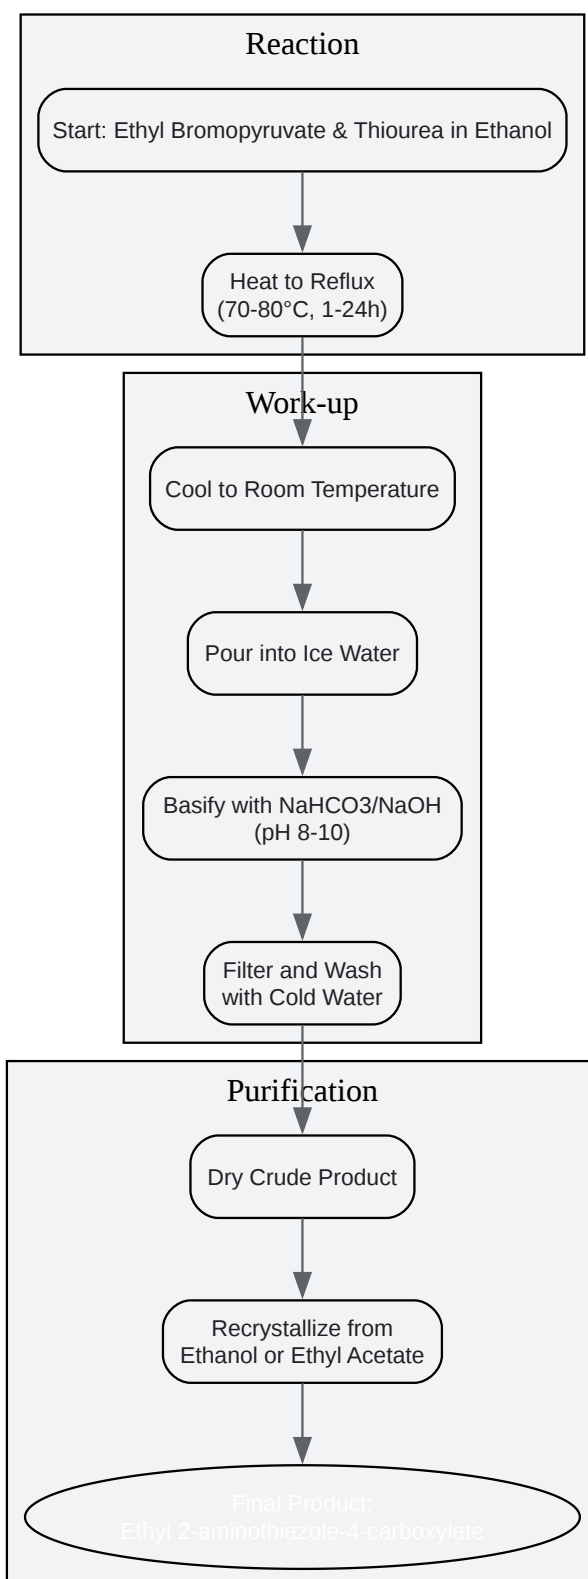 Reaction
Start: Ethyl Bromopyruvate & Thiourea in Ethanol
Heat to Reflux
(70-80°C, 1-24h)
Work-up
Cool to Room Temperature
Pour into Ice Water
Basify with NaHCO3/NaOH
(pH 8-10)
Filter and Wash
with Cold Water
Purification
Dry Crude Product
Recrystallize from
Ethanol or Ethyl Acetate
Final Product:
Ethyl 2-aminothiazole-4-carboxylate